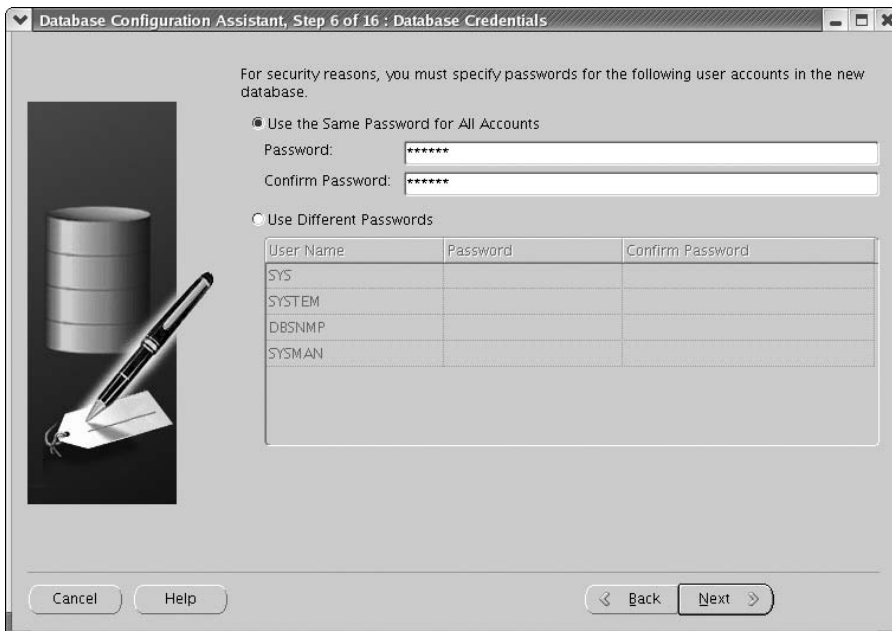 Database Configuration Assistant, Step 6 of 16 : Database Credentials
For security reasons, you must specify passwords for the following user accounts in the new
database.
Use the Same Password for All Accounts
Password: ******
Confirm Password: ******
Use Different Passwords
User Name Password Confirm Password
SYS
SYSTEM
DBSNMP
SYSMAN
Cancel Help Back Next